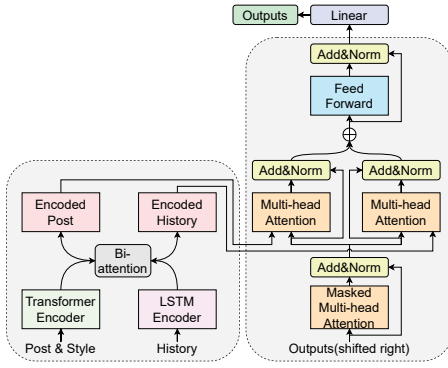 Outputs
Linear
Add&Norm
Feed
Forward
Add&Norm
Add&Norm
Multi-head
Attention
Multi-head
Attention
Add&Norm
Masked
Multi-head
Attention
Outputs(shifted right)
Encoded
Post
Encoded
History
Bi-
attention
Transformer
Encoder
LSTM
Encoder
Post & Style
History